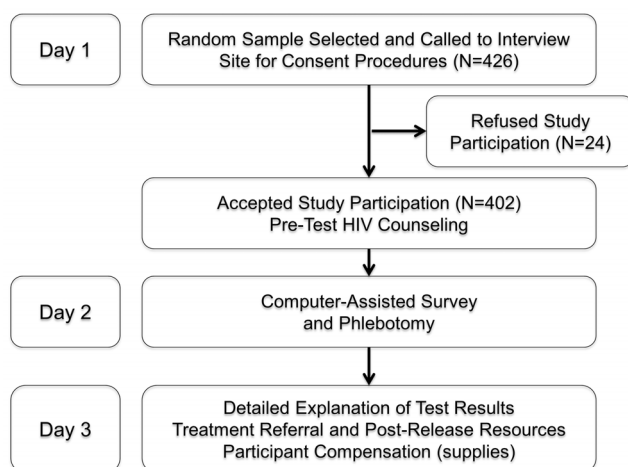 Day 1
Random Sample Selected and Called to Interview
Site for Consent Procedures (N=426)
Refused Study
Participation (N=24)
Accepted Study Participation (N=402)
Pre-Test HIV Counseling
Day 2
Computer-Assisted Survey
and Phlebotomy
Day 3
Detailed Explanation of Test Results
Treatment Referral and Post-Release Resources
Participant Compensation (supplies)